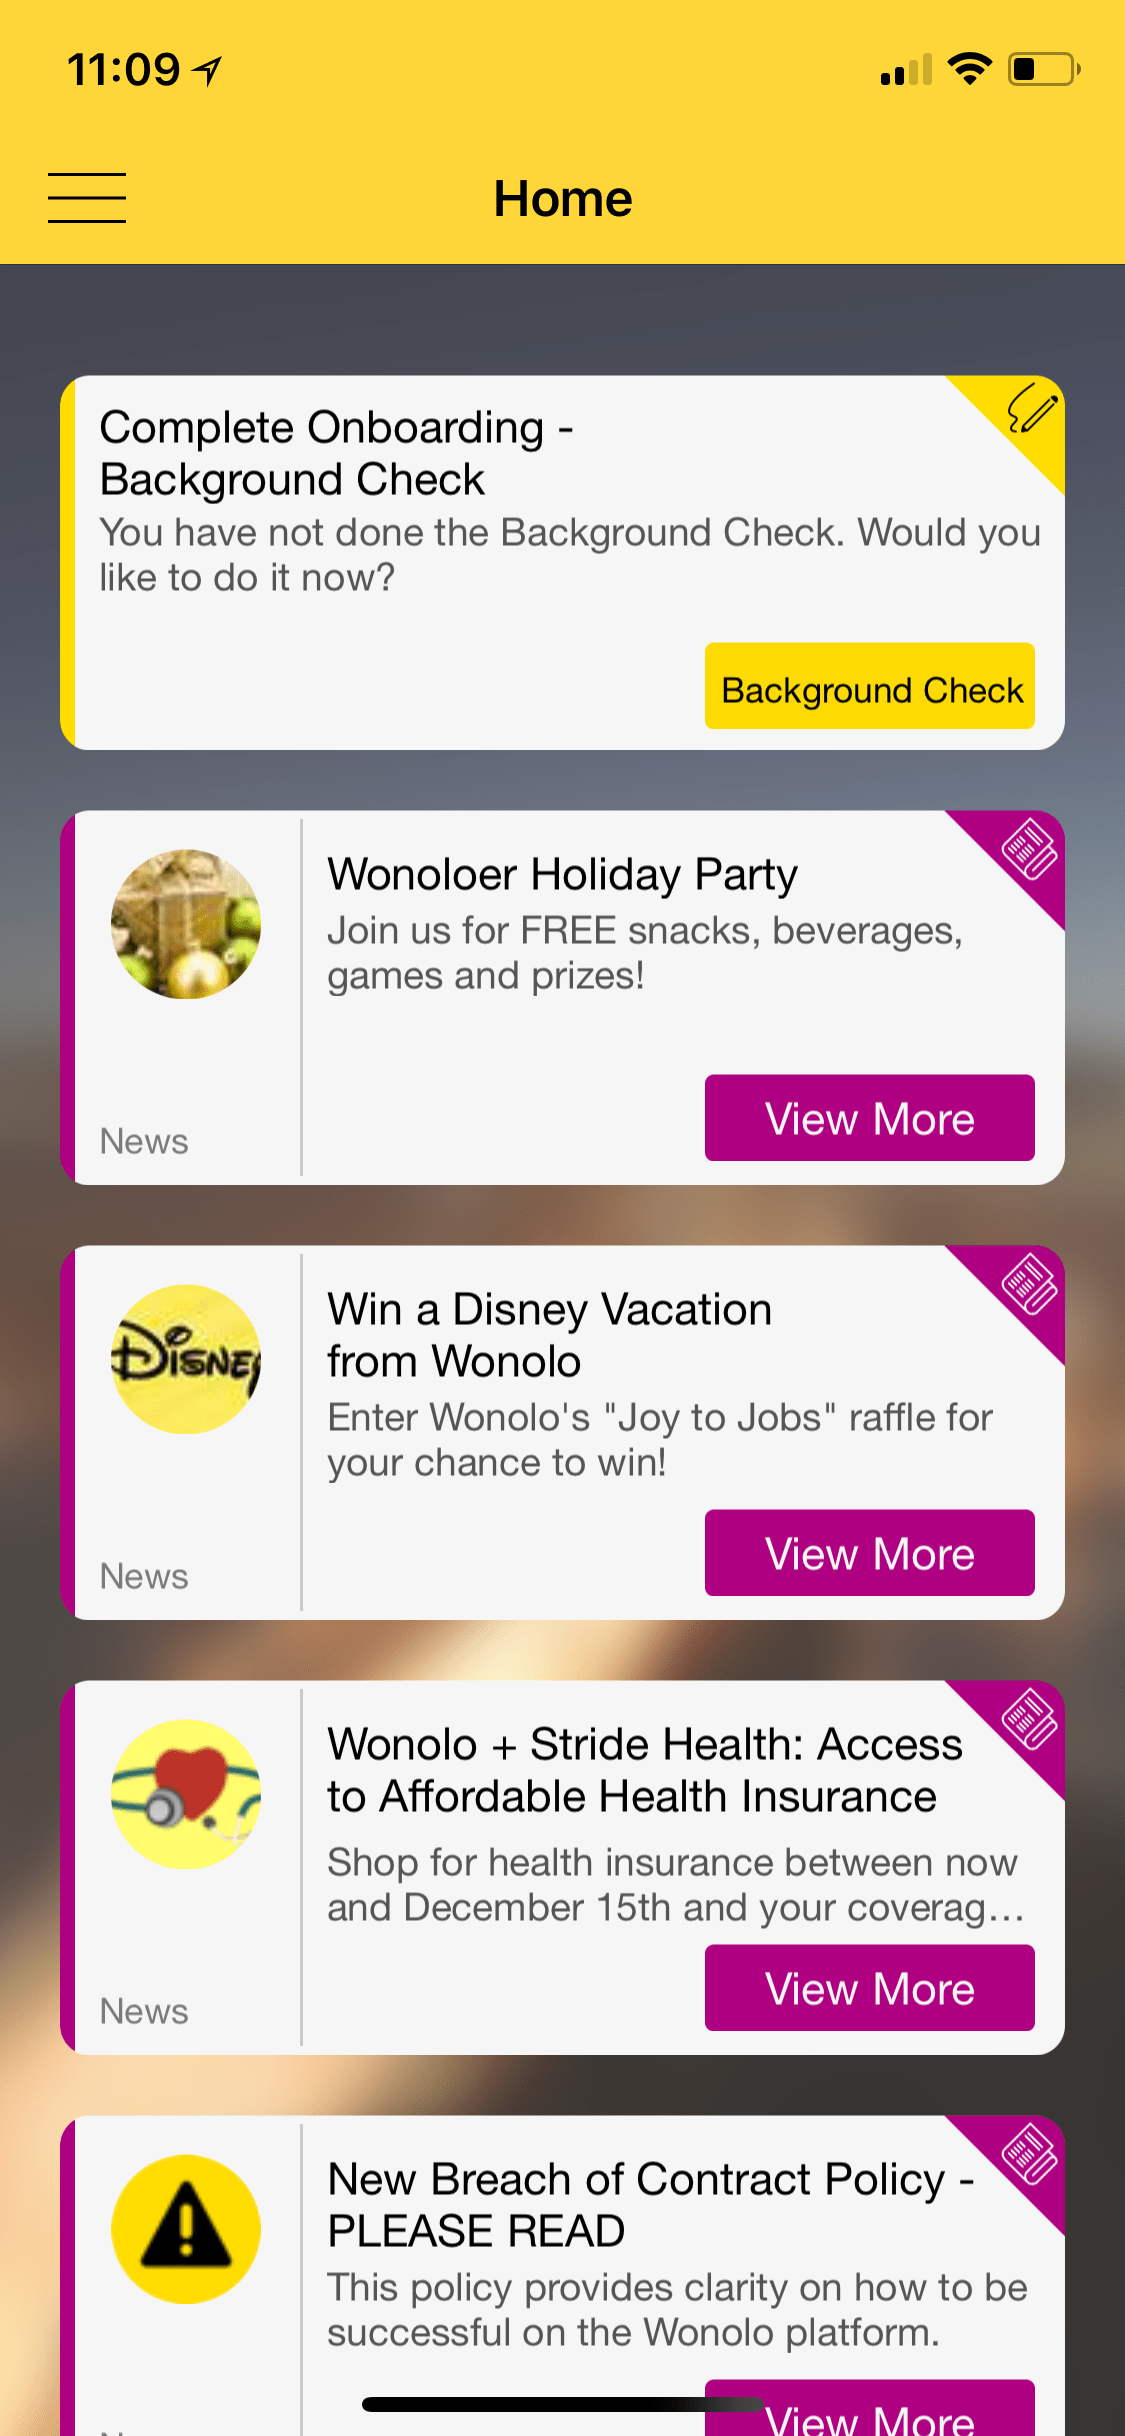 11:09
Home
Complete Onboarding -
Background Check
You have not done the Background Check. Would you
like to do it now?
Background Check
Wonoloer Holiday Party
Join us for FREE snacks, beverages,
games and prizes!
View More
News
Disney
Win a Disney Vacation
from Wonolo
Enter Wonolo's "Joy to Jobs" raffle for
your chance to win!
View More
News
Wonolo + Stride Health: Access
to Affordable Health Insurance
Shop for health insurance between now
and December 15th and your coverag...
View More
News
New Breach of Contract Policy -
PLEASE READ
This policy provides clarity on how to be
successful on the Wonolo platform.
View More